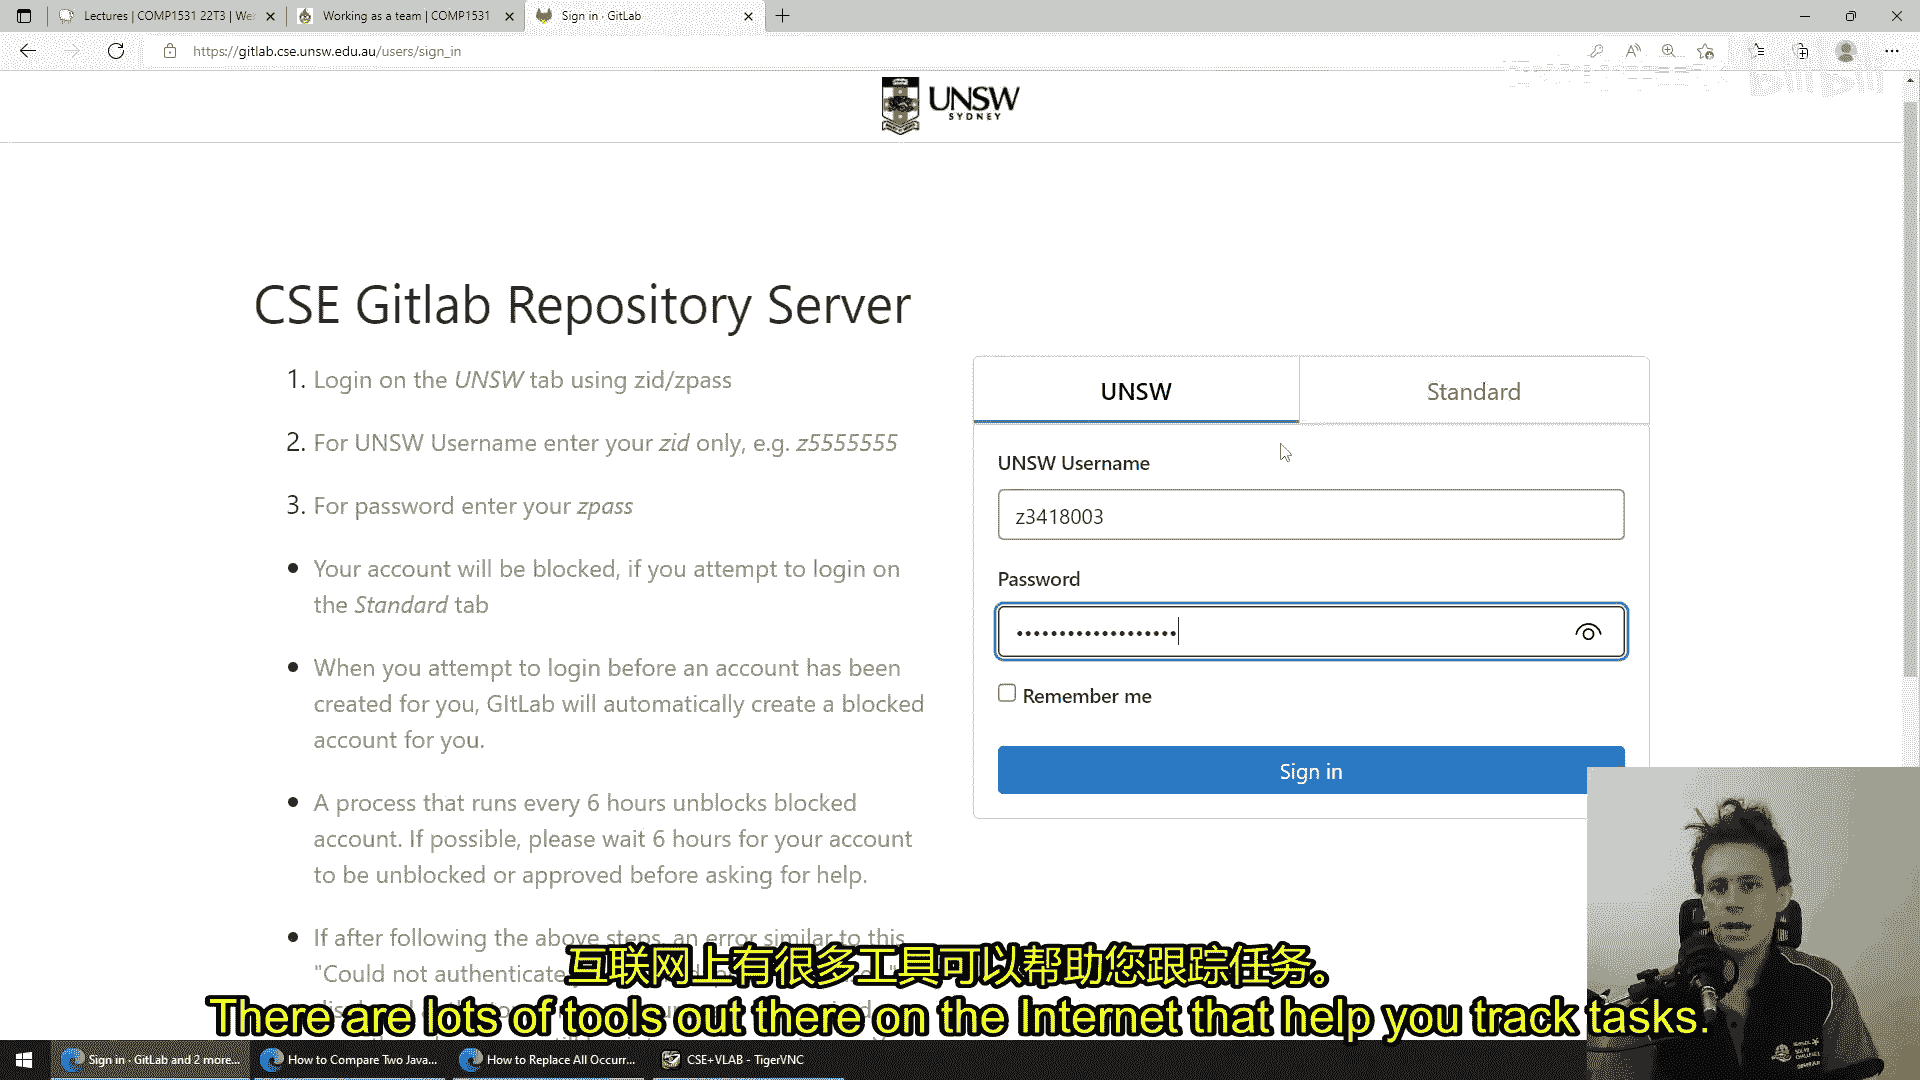 Lectures | COMP1531 22T3 | We
Working as a team | COMP1531
Sign in · GitLab
https://gitlab.cse.unsw.edu.au/users/sign_in
UNSW
SYDNEY
CSE Gitlab Repository Server
1. Login on the UNSW tab using zid/zpass
2. For UNSW Username enter your zid only, e.g. z5555555
3. For password enter your zpass
Your account will be blocked, if you attempt to login on
the Standard tab
When you attempt to login before an account has been
created for you, GItLab will automatically create a blocked
account for you.
A process that runs every 6 hours unblocks blocked
account. If possible, please wait 6 hours for your account
to be unblocked or approved before asking for help.
If after following the above steps, an error similar to this
"Could not authenticate
UNSW
Standard
UNSW Username
z3418003
Password
Remember me
Sign in
互联网上有很多工具可以帮助您跟踪任务。
There are lots of tools out there on the Internet that help you track tasks.
Sign in · GitLab and 2 more...
How to Compare Two Java...
How to Replace All Occurr...
CSE+VLAB - TigerVNC